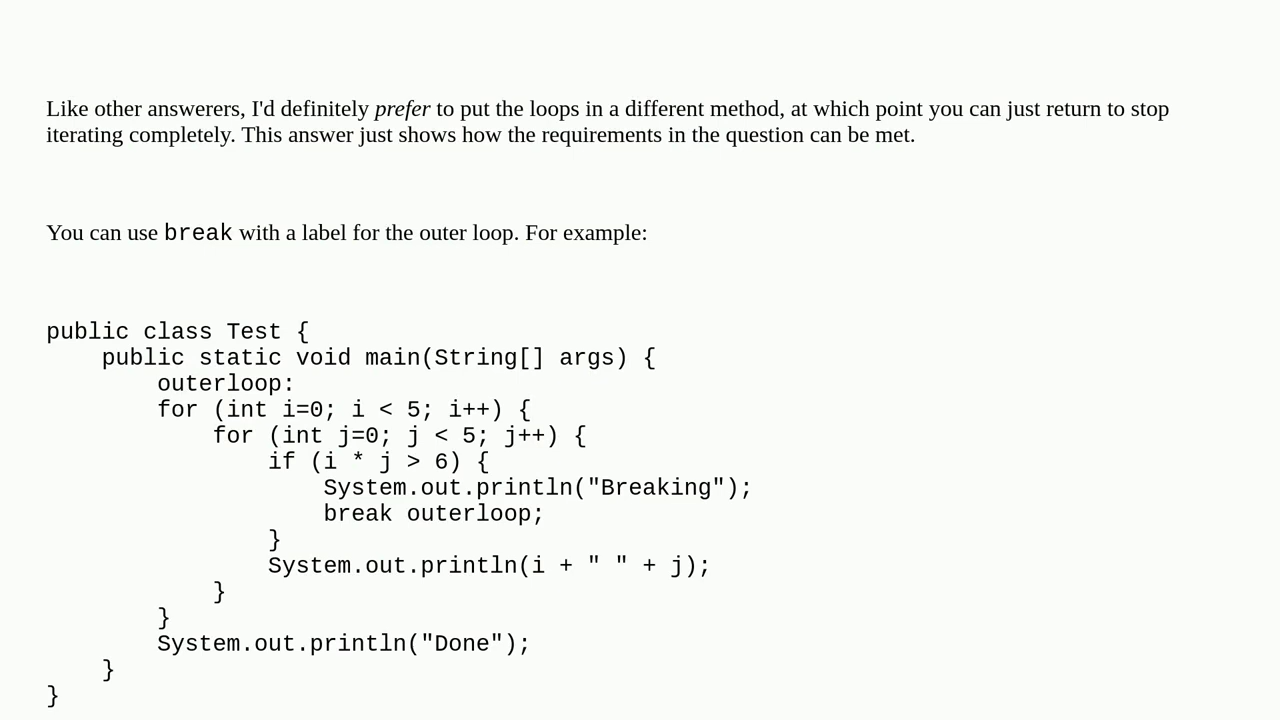 Like other answerers, I'd definitely prefer to put the loops in a different method, at which point you can just return to stop
iterating completely. This answer just shows how the requirements in the question can be met.
You can use break with a label for the outer loop. For example:
public class Test {
    public static void main(String[] args) {
        outerloop:
        for (int i=0; i < 5; i++) {
            for (int j=0; j < 5; j++) {
                if (i * j > 6) {
                    System.out.println("Breaking");
                    break outerloop;
                }
                System.out.println(i + " " + j);
            }
        }
        System.out.println("Done");
    }
}